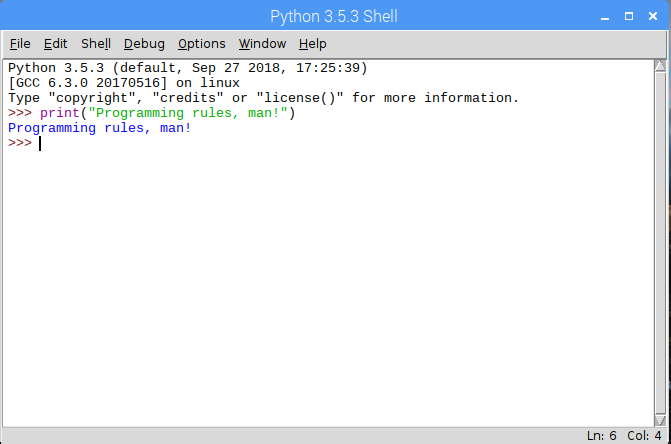 Python 3.5.3 Shell
File Edit Shell Debug Options Window Help
Python 3.5.3 (default, Sep 27 2018, 17:25:39)
[GCC 6.3.0 20170516] on linux
Type "copyright", "credits" or "license()" for more information.
>>> print("Programming rules, man!")
Programming rules, man!
>>>
Ln: 6 Col: 4